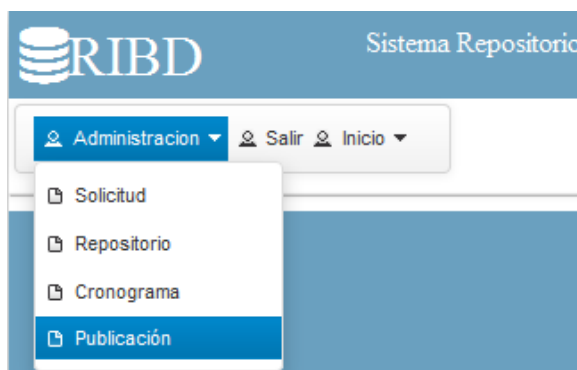 RIBD
Sistema Repositorio
Administracion Salir Inicio
Solicitud
Repositorio
Cronograma
Publicación